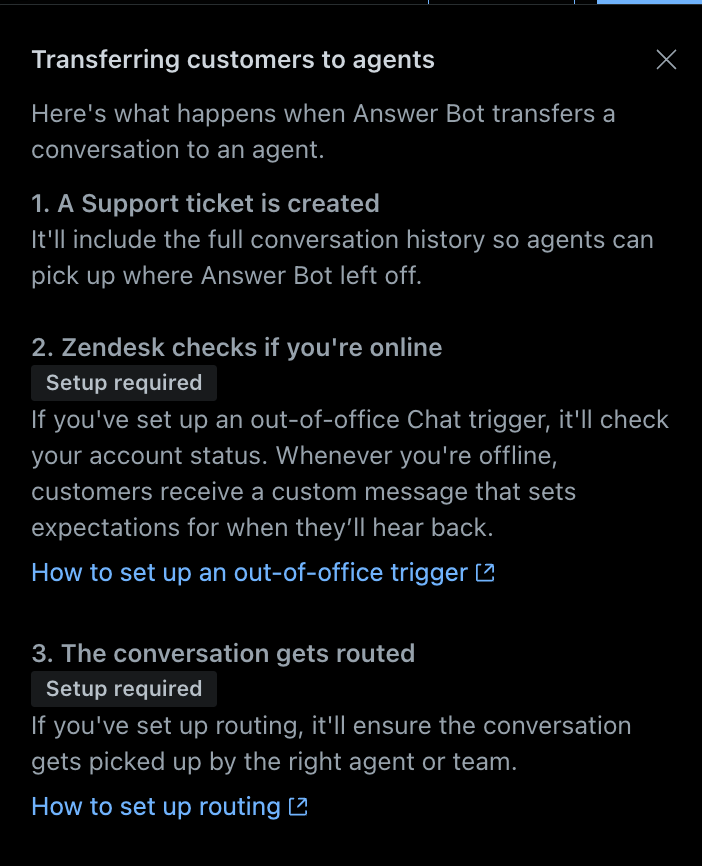 Transferring customers to agents
Here's what happens when Answer Bot transfers a
conversation to an agent.
1. A Support ticket is created
It'll include the full conversation history so agents can
pick up where Answer Bot left off.
2. Zendesk checks if you're online
Setup required
If you've set up an out-of-office Chat trigger, it'll check
your account status. Whenever you're offline,
customers receive a custom message that sets
expectations for when they’ll hear back.
How to set up an out-of-office trigger
3. The conversation gets routed
Setup required
If you've set up routing, it'll ensure the conversation
gets picked up by the right agent or team.
How to set up routing